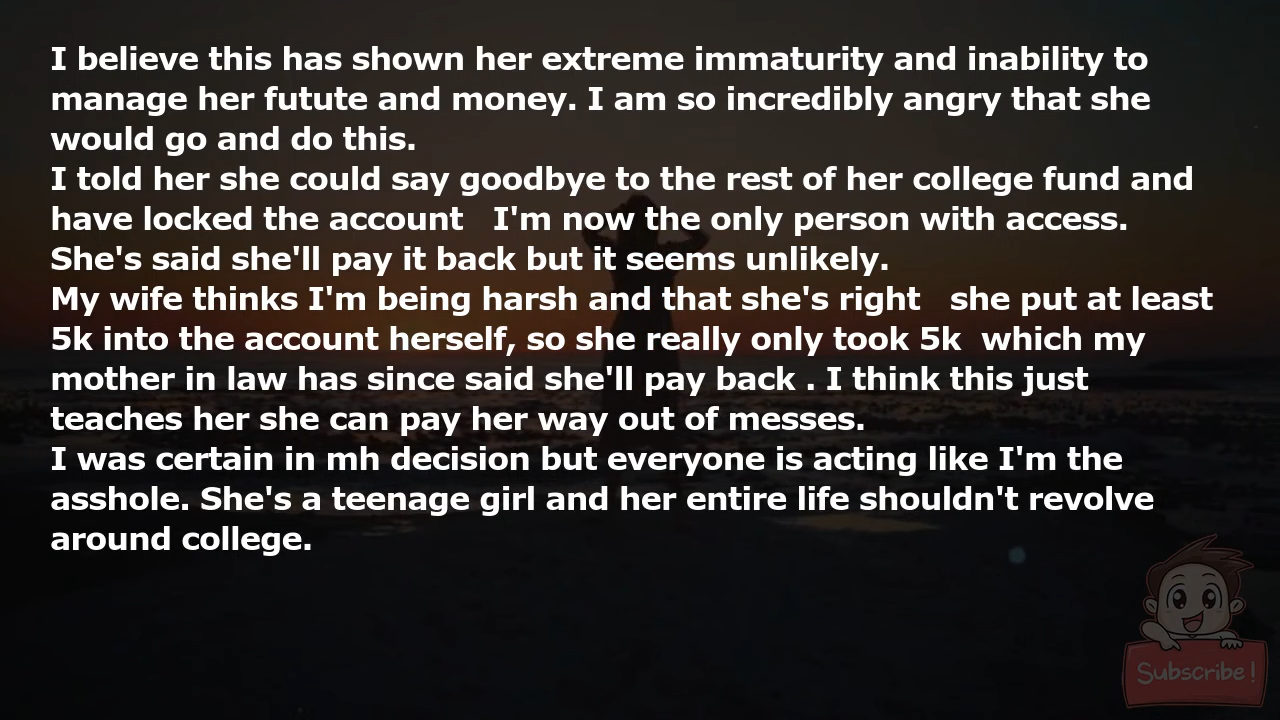 I believe this has shown her extreme immaturity and inability to
manage her futute and money. I am so incredibly angry that she
would go and do this.
I told her she could say goodbye to the rest of her college fund and
have locked the account   I'm now the only person with access.
She's said she'll pay it back but it seems unlikely.
My wife thinks I'm being harsh and that she's right   she put at least
5k into the account herself, so she really only took 5k  which my
mother in law has since said she'll pay back . I think this just
teaches her she can pay her way out of messes.
I was certain in mh decision but everyone is acting like I'm the
asshole. She's a teenage girl and her entire life shouldn't revolve
around college.
Subscribe!